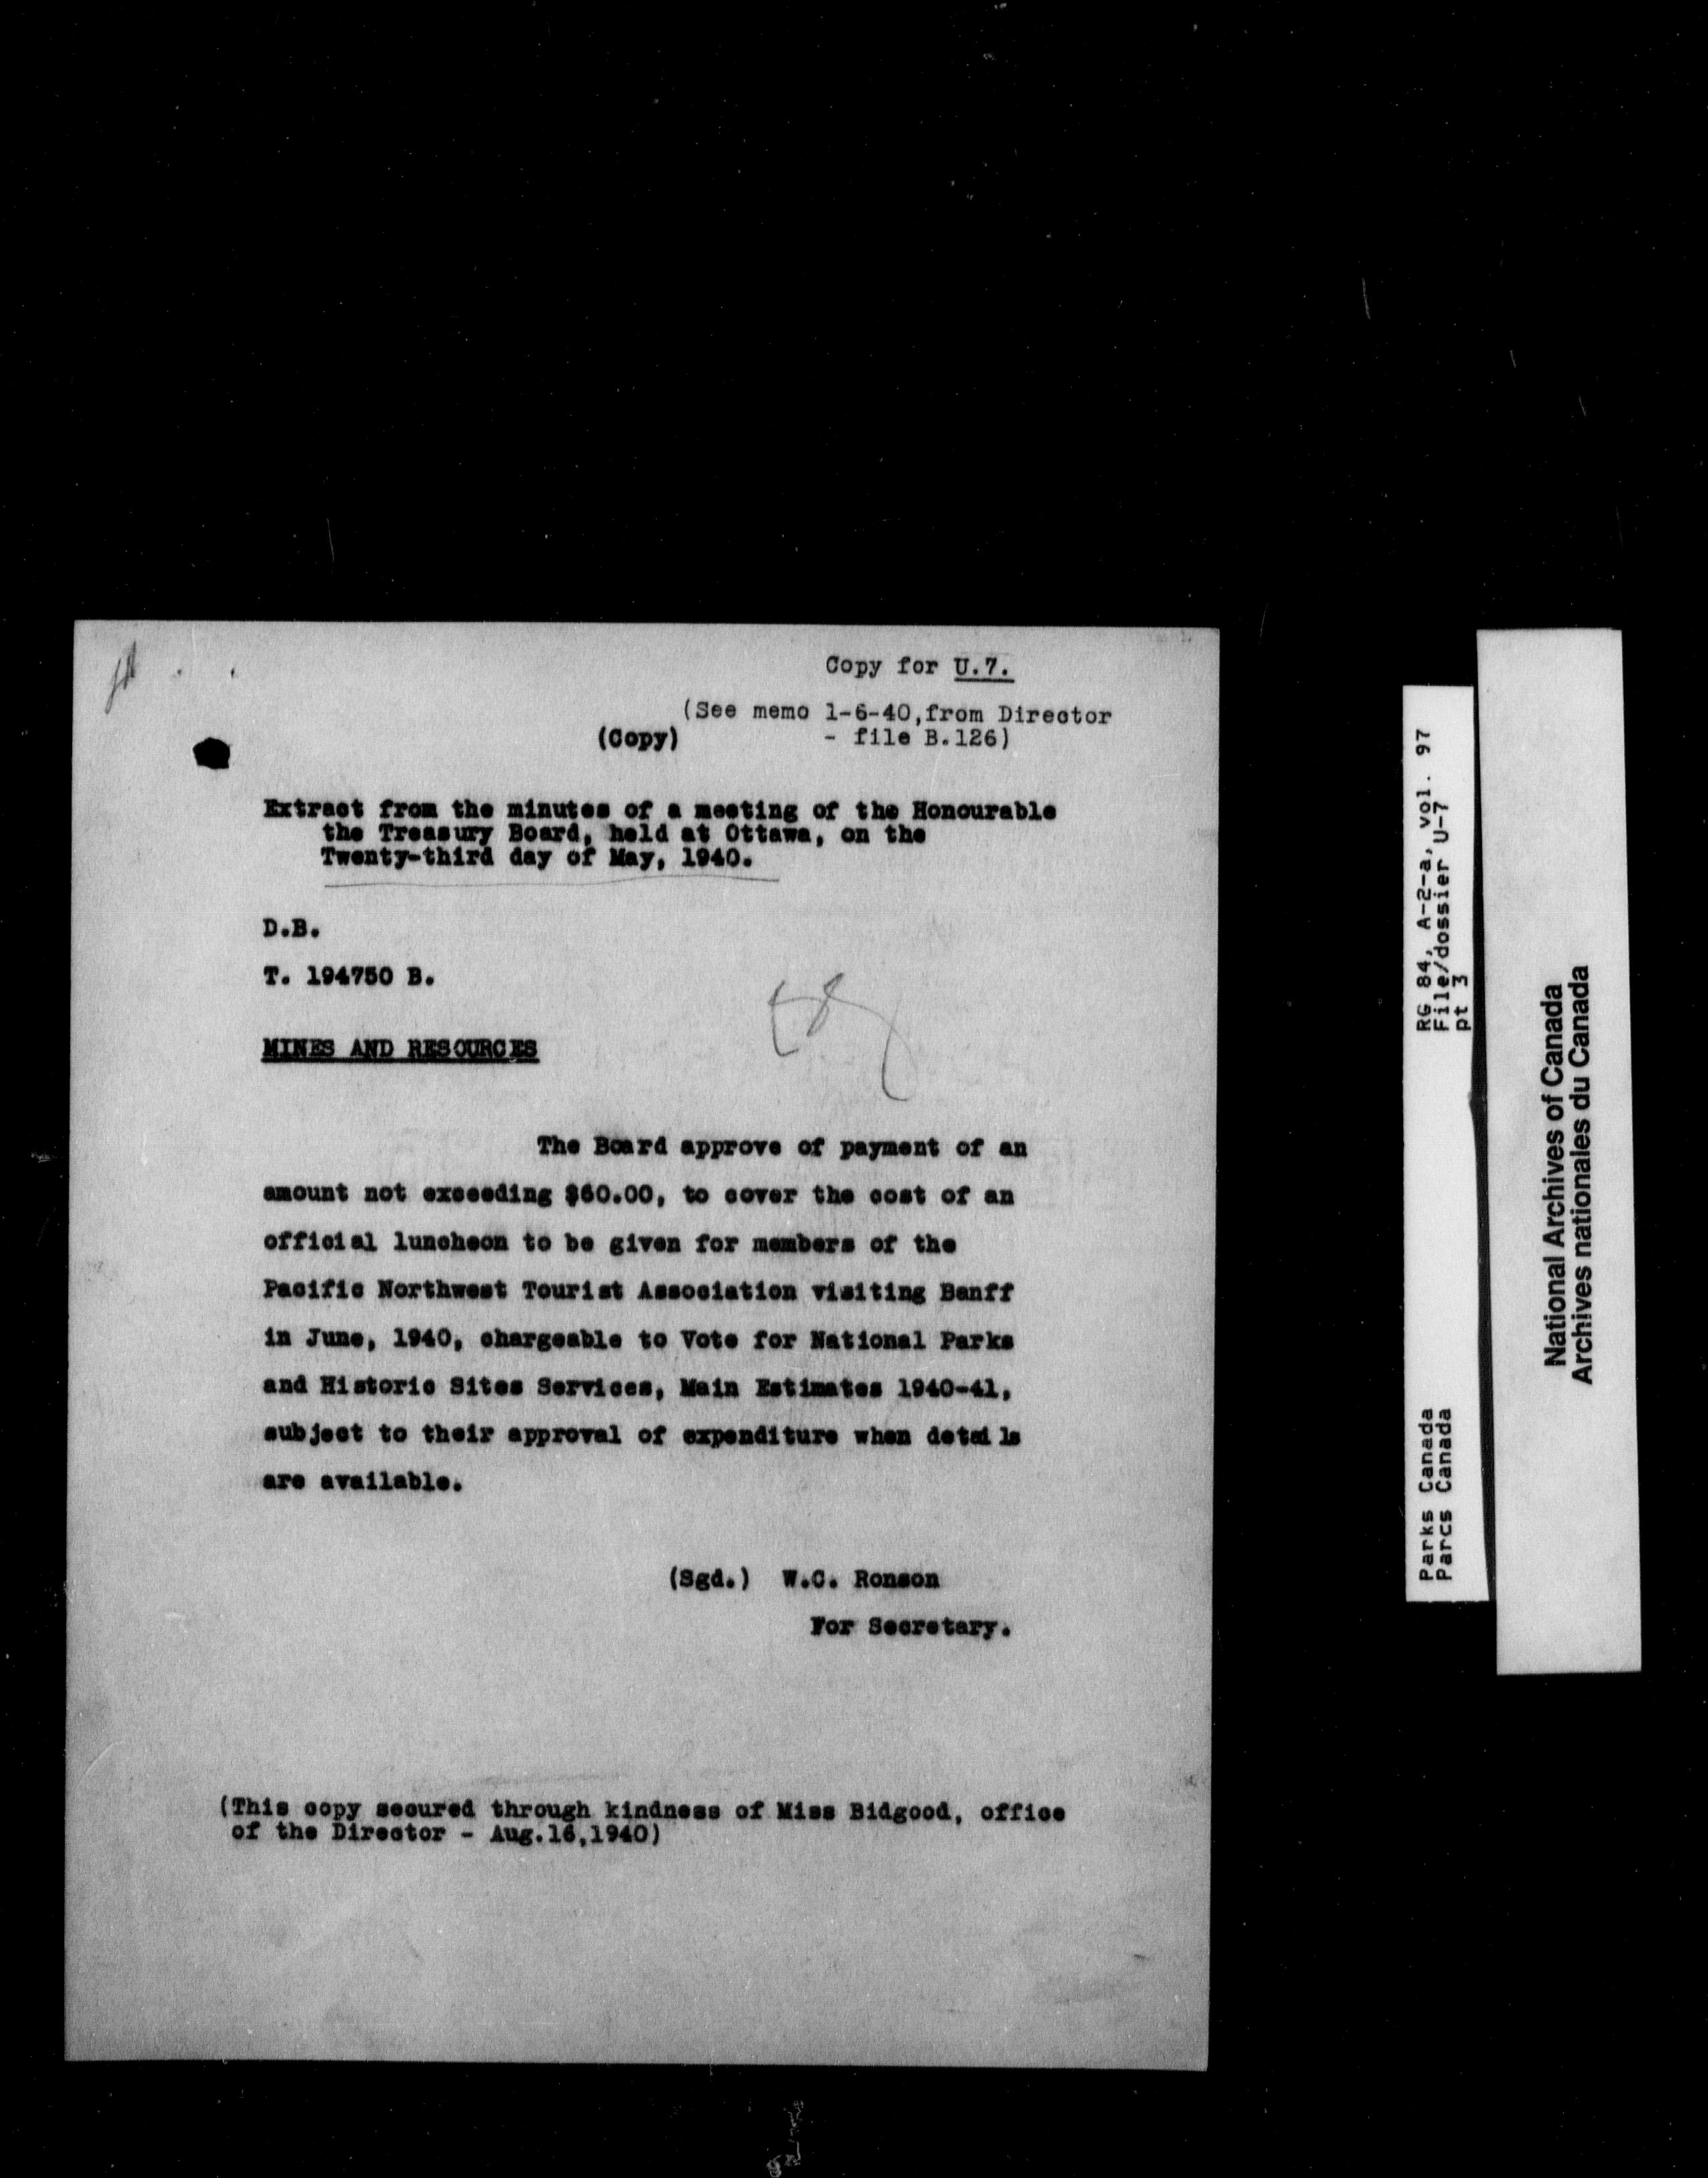 Copy for U.7.
(See memo 1-6-40,from Director
(Copy) - file B.126)
Extract from the minutes of a meeting of the Honourable
the Treasury Board, held at Ottawa, on the
Twenty-third day of May, 1940.
D.B.
T. 194750 B.
MINES AND RESOURCES
The Board approve of payment of an
amount not exceeding $60.00, to cover the cost of an
official luncheon to be given for members of the
Pacific Northwest Tourist Association visiting Banff
in June, 1940, chargeable to Vote for National Parks
and Historic Sites Services, Main Estimates 1940-41,
subject to their approval of expenditure when details
are available.
(Sgd.) W.C. Ronson
For Secretary.
(This copy secured through kindness of Miss Bidgood, office
of the Director - Aug.16,1940)
RG 84, A-2-a, vol. 97
File/dossier U-7
pt 3
Parks Canada
Parcs Canada
National Archives of Canada
Archives nationales du Canada